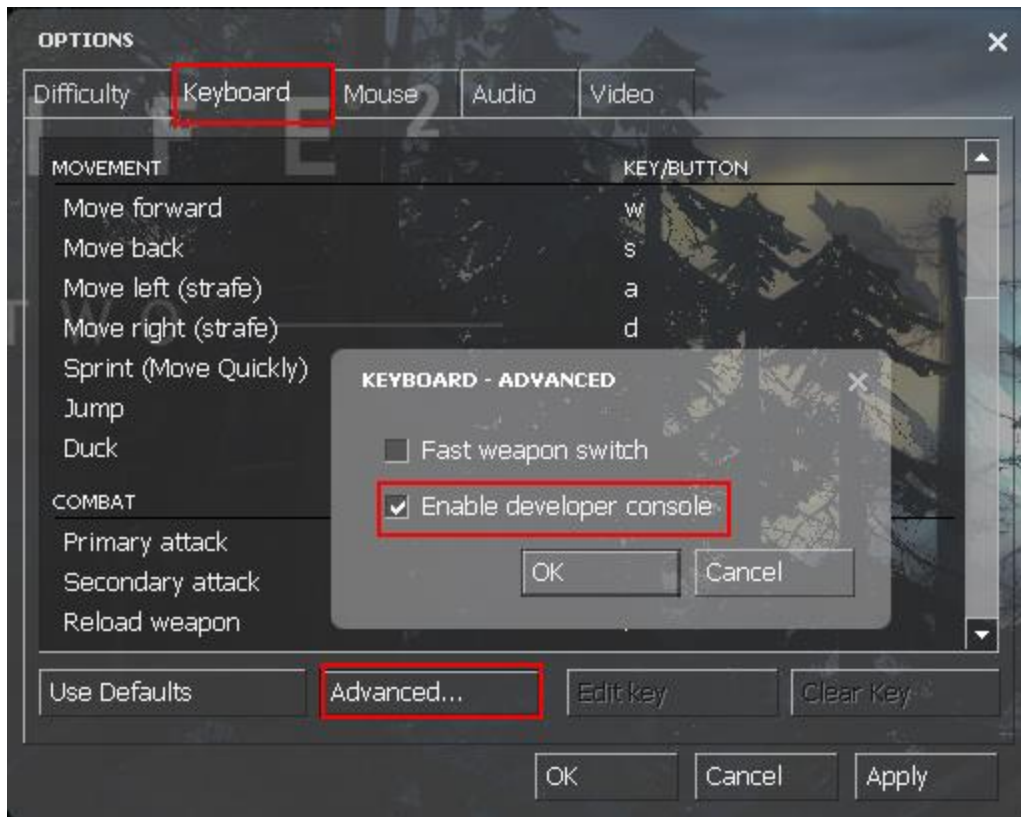 OPTIONS
Difficulty Keyboard Mouse Audio Video
I F E 2
MOVEMENT KEY/BUTTON
Move forward w
Move back s
Move left (strafe) a
T W O
Move right (strafe) d
Sprint (Move Quickly)
KEYBOARD - ADVANCED
Jump
Duck
Fast weapon switch
COMBAT
Enable developer console
Primary attack
Secondary attack
OK Cancel
Reload weapon
Use Defaults Advanced... Edit key Clear Key
OK Cancel Apply